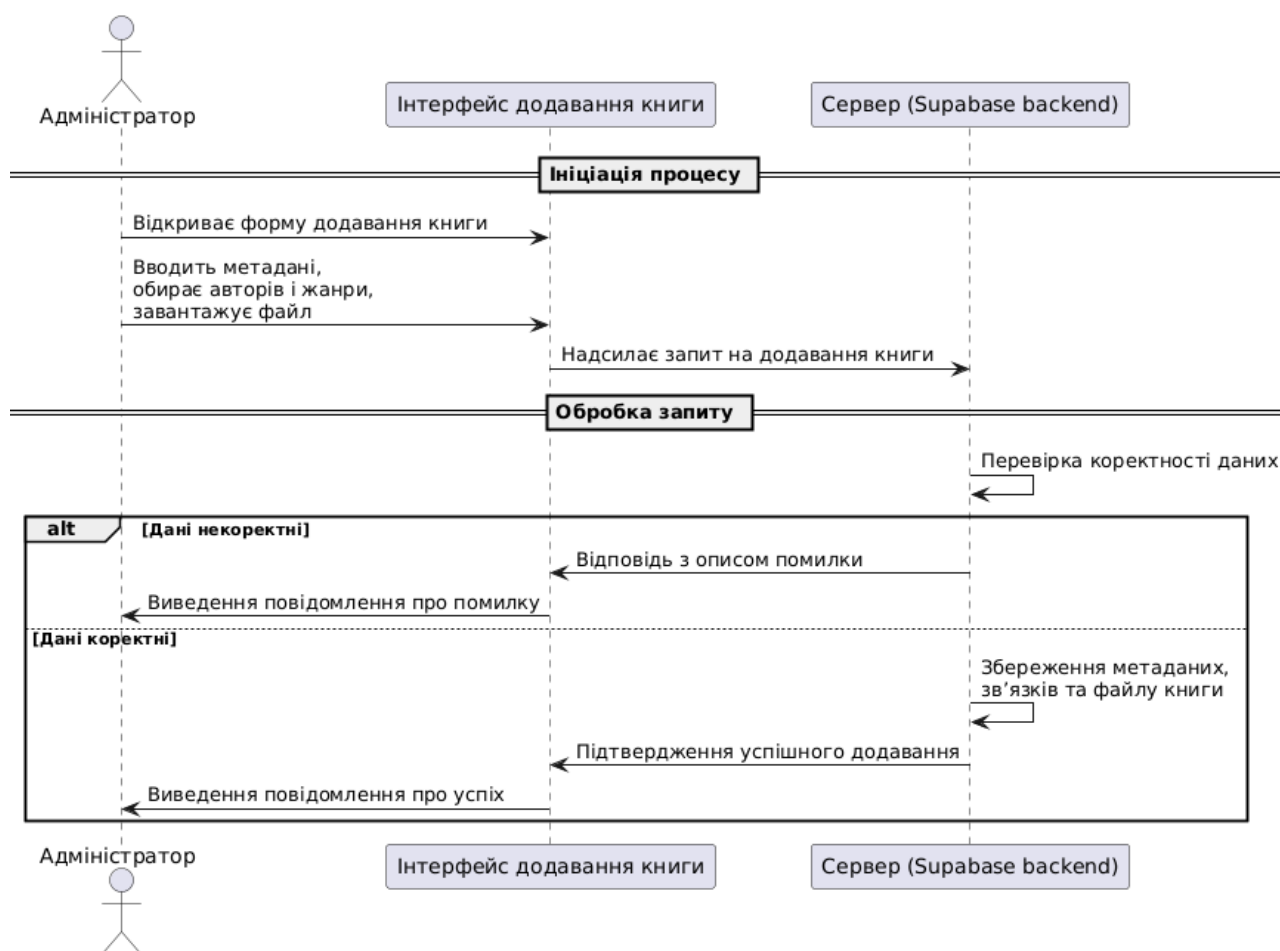 Адміністратор
Інтерфейс додавання книги
Сервер (Supabase backend)
Ініціація процесу
Відкриває форму додавання книги
Вводить метадані,
обирає авторів і жанри,
завантажує файл
Надсилає запит на додавання книги
Обробка запиту
Перевірка коректності даних
alt
[Дані некоректні]
Відповідь з описом помилки
Виведення повідомлення про помилку
[Дані коректні]
Збереження метаданих,
зв’язків та файлу книги
Підтвердження успішного додавання
Виведення повідомлення про успіх
Адміністратор
Інтерфейс додавання книги
Сервер (Supabase backend)